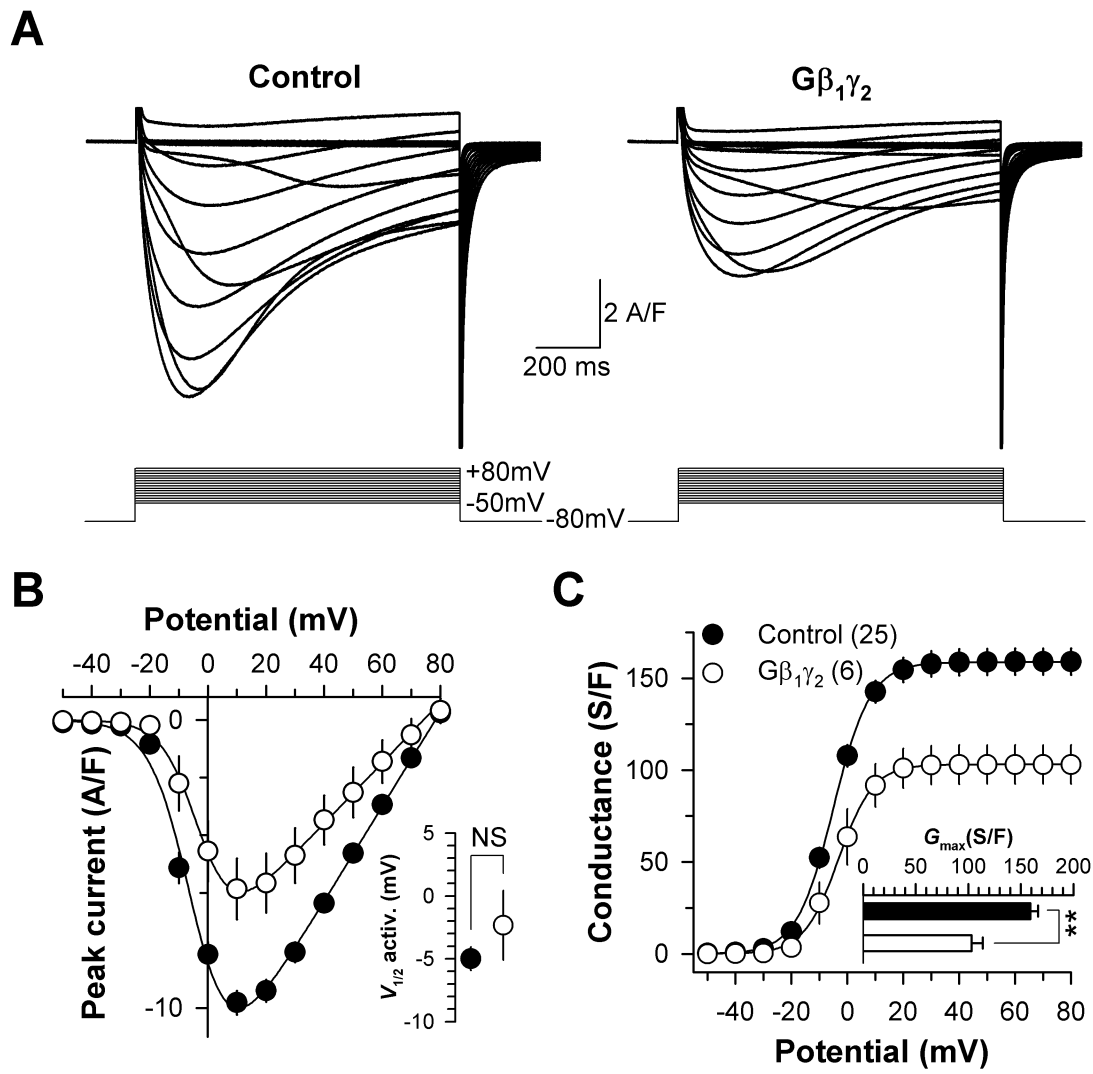 A
Control
Gβ1γ2
2 A/F
200 ms
+80mV
-50mV
-80mV
B
Potential (mV)
-40 -20 0 20 40 60 80
0
-10
Peak current (A/F)
5
0
-5
-10
V1/2 activ. (mV)
NS
C
Control (25)
Gβ1γ2 (6)
150
100
50
0
Conductance (S/F)
Gmax(S/F)
0 100 200
**
-40 -20 0 20 40 60 80
Potential (mV)